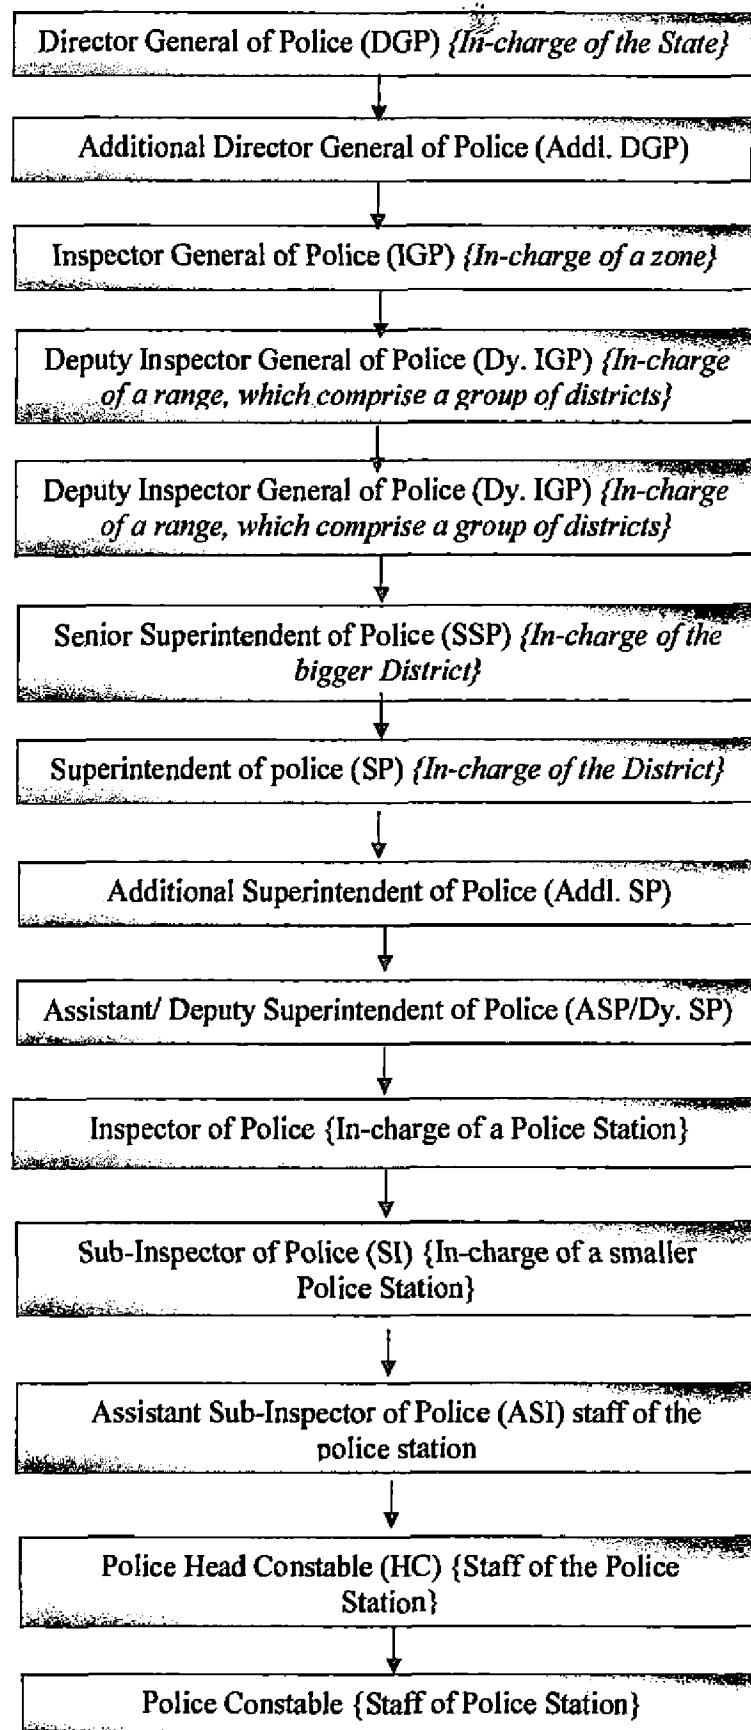 Director General of Police (DGP) {In-charge of the State}
Additional Director General of Police (Addl. DGP)
Inspector General of Police (IGP) {In-charge of a zone}
Deputy Inspector General of Police (Dy. IGP) {In-charge
of a range, which comprise a group of districts}
Deputy Inspector General of Police (Dy. IGP) {In-charge
of a range, which comprise a group of districts}
Senior Superintendent of Police (SSP) {In-charge of the
bigger District}
Superintendent of police (SP) {In-charge of the District}
Additional Superintendent of Police (Addl. SP)
Assistant/ Deputy Superintendent of Police (ASP/Dy. SP)
Inspector of Police {In-charge of a Police Station}
Sub-Inspector of Police (SI) {In-charge of a smaller
Police Station}
Assistant Sub-Inspector of Police (ASI) staff of the
police station
Police Head Constable (HC) {Staff of the Police
Station}
Police Constable {Staff of Police Station}